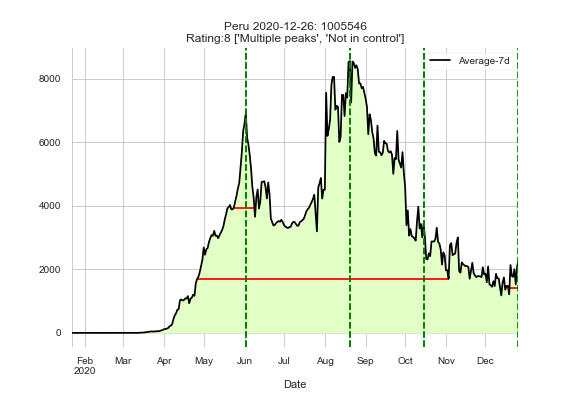 Peru 2020-12-26: 1005546
Rating:8 ['Multiple peaks', 'Not in control']
Average-7d
8000
6000
4000
2000
0
Feb Mar Apr May Jun Jul Aug Sep Oct Nov Dec
2020
Date